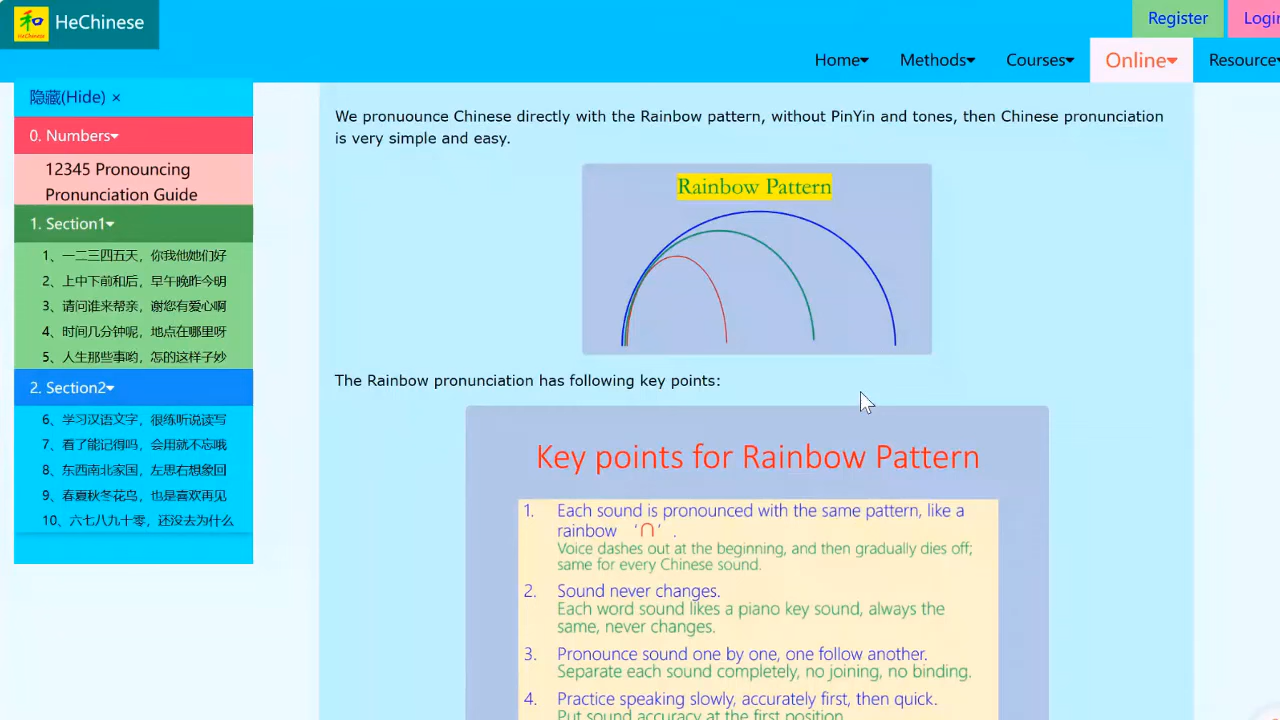 和
HeChinese
HeChinese
Register
Login
Home▾
Methods▾
Courses▾
Online▾
Resource▾
隐藏(Hide) ×
0. Numbers▾
12345 Pronouncing
Pronunciation Guide
1. Section1▾
1、一二三四五天，你我他她们好
2、上中下前和后，早午晚昨今明
3、请问谁来帮亲，谢您有爱心啊
4、时间几分钟呢，地点在哪里呀
5、人生那些事哟，怎的这样子妙
2. Section2▾
6、学习汉语文字，很练听说读写
7、看了能记得吗，会用就不忘哦
8、东西南北家国，左思右想象回
9、春夏秋冬花鸟，也是喜欢再见
10、六七八九十零，还没去为什么
We pronuounce Chinese directly with the Rainbow pattern, without PinYin and tones, then Chinese pronunciation
is very simple and easy.
Rainbow Pattern
The Rainbow pronunciation has following key points:
Key points for Rainbow Pattern
1. Each sound is pronounced with the same pattern, like a
rainbow ‘∩’ .
Voice dashes out at the beginning, and then gradually dies off;
same for every Chinese sound.
2. Sound never changes.
Each word sound likes a piano key sound, always the
same, never changes.
3. Pronounce sound one by one, one follow another.
Separate each sound completely, no joining, no binding.
4. Practice speaking slowly, accurately first, then quick.
Put sound accuracy at the first position.